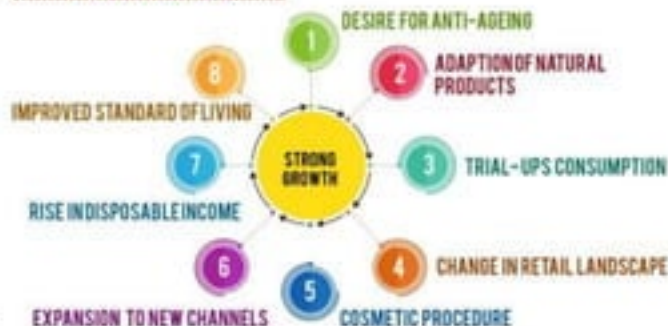 1
DESIRE FOR ANTI-AGEING
2
ADAPTION OF NATURAL
PRODUCTS
3
TRIAL-UPS CONSUMPTION
4
CHANGE IN RETAIL LANDSCAPE
5
COSMETIC PROCEDURE
6
EXPANSION TO NEW CHANNELS
7
RISE IN DISPOSABLE INCOME
8
IMPROVED STANDARD OF LIVING
STRONG
GROWTH